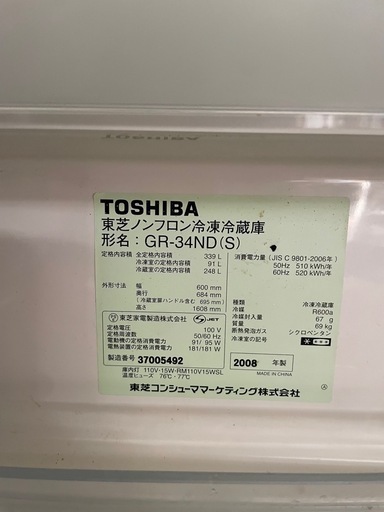 TOSHIBA
東芝ノンフロン冷凍冷蔵庫
形名：GR-34ND(S)
定格内容積 全定格内容積 339 L
冷凍室の定格内容積 91 L
冷蔵室の定格内容積 248 L
外形寸法 幅 600 mm
奥行 684 mm
(冷蔵室扉ハンドル含む 695 mm)
高さ 1608 mm
東芝家電製造株式会社 JET
定格電圧 100 V
定格周波数 50/60 Hz
電動機の定格消費電力 91/ 95 W
電熱装置の定格消費電力 181/181 W
製造番号 37005492
消費電力量 (JIS C 9801-2006年)
50Hz 510 kWh/年
60Hz 520 kWh/年
種類 冷凍冷蔵庫
冷媒 R600a
冷媒封入量 67 g
質量 69 kg
断熱発泡ガス シクロペンタン
冷凍室の記号
2008 年製
庫内灯 110V･15W･RM110V15WSL
温度ヒューズ 76℃･77℃
MADE IN CHINA
東芝コンシューママーケティング株式会社